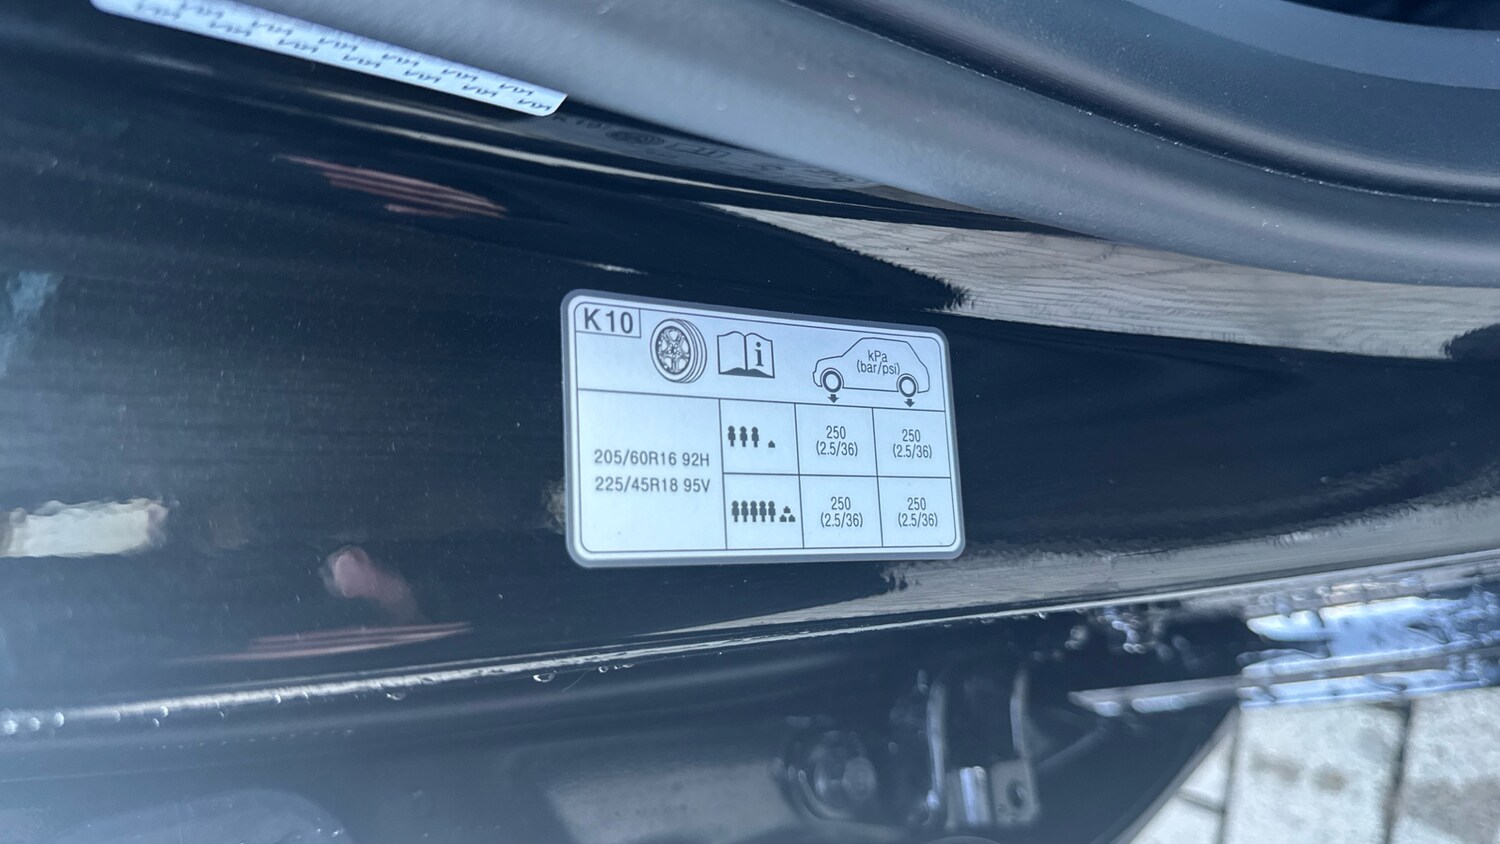 K10
i
kPa
(bar/psi)
205/60R16 92H
225/45R18 95V
250
(2.5/36)
250
(2.5/36)
250
(2.5/36)
250
(2.5/36)